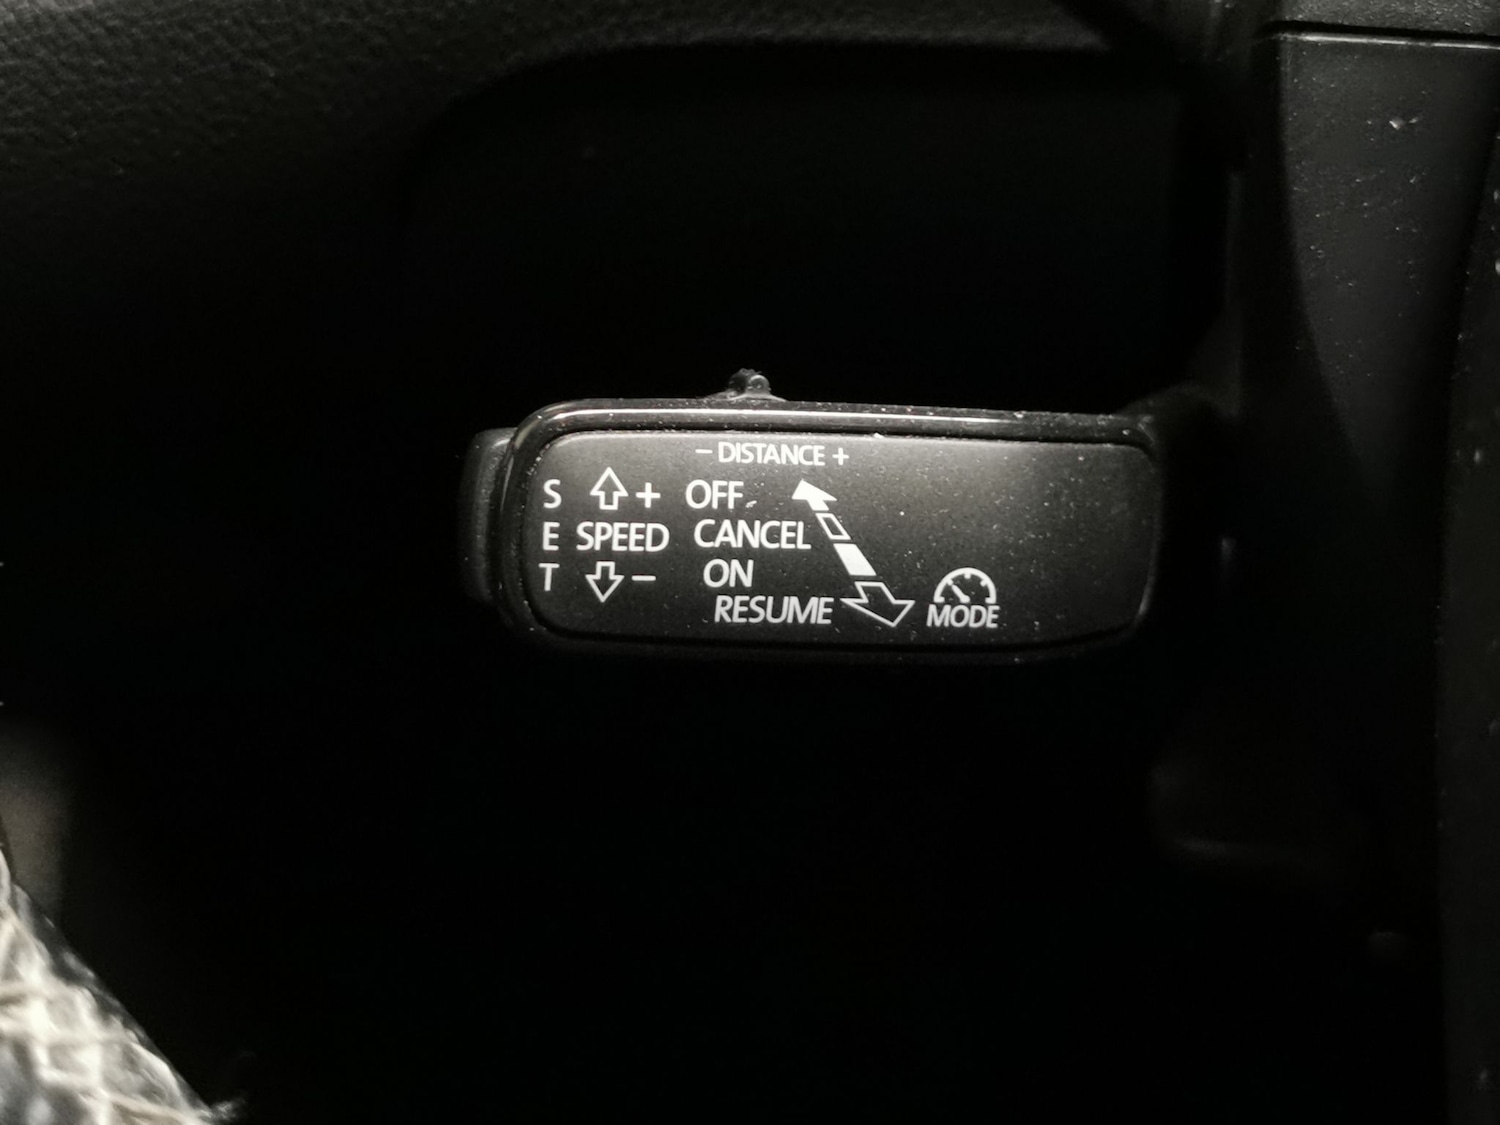 – DISTANCE +
S + OFF
E SPEED CANCEL
T – ON
RESUME MODE